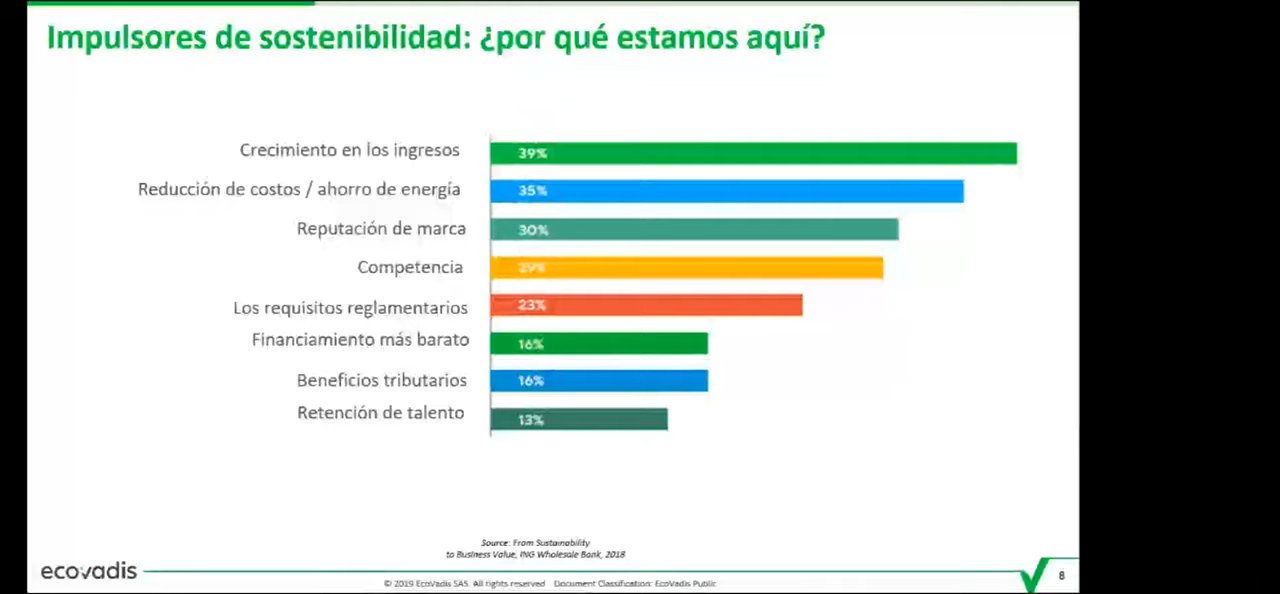 Impulsores de sostenibilidad: ¿por qué estamos aquí?
Crecimiento en los ingresos 39%
Reducción de costos / ahorro de energía 35%
Reputación de marca 30%
Competencia 29%
Los requisitos reglamentarios 23%
Financiamiento más barato 16%
Beneficios tributarios 16%
Retención de talento 13%
Source: From Sustainability
to Business Value, ING Wholesale Bank, 2018
ecovadis
© 2019 EcoVadis SAS. All rights reserved Document Classification: EcoVadis Public
8